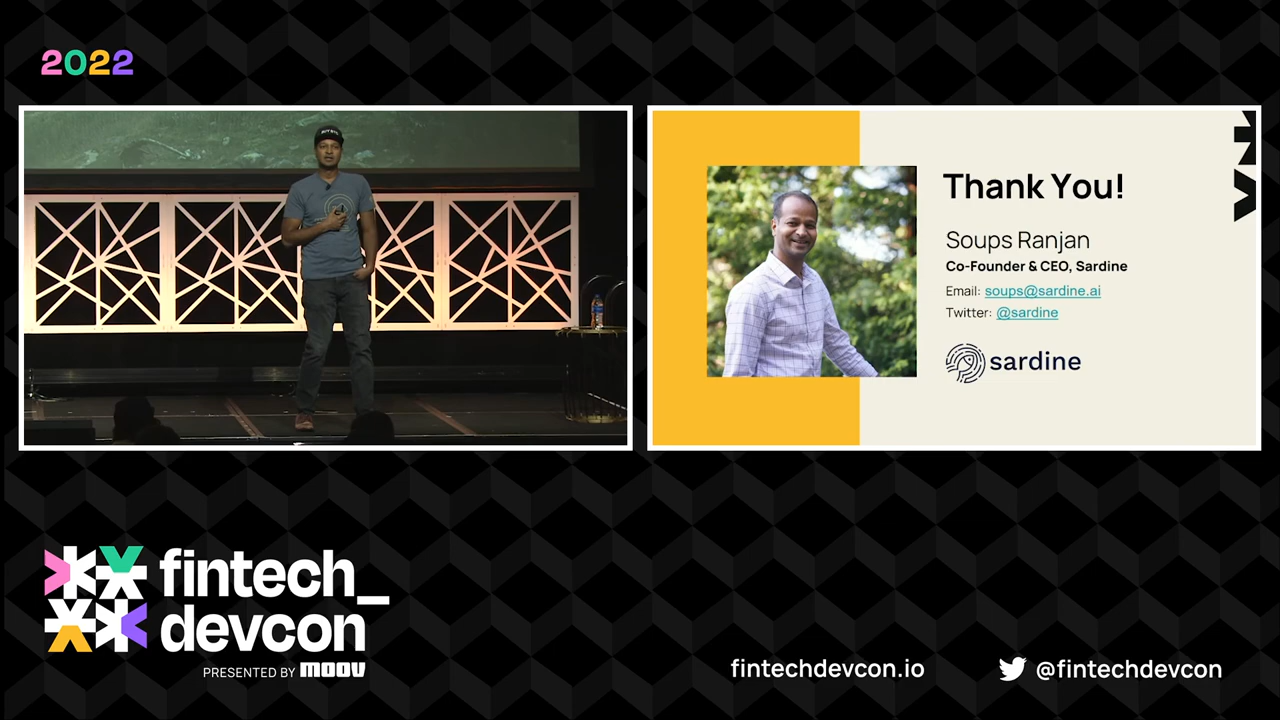 2022
Thank You!
Soups Ranjan
Co-Founder & CEO, Sardine
Email: soups@sardine.ai
Twitter: @sardine
sardine
fintech_
devcon
PRESENTED BY moov
fintechdevcon.io
@fintechdevcon